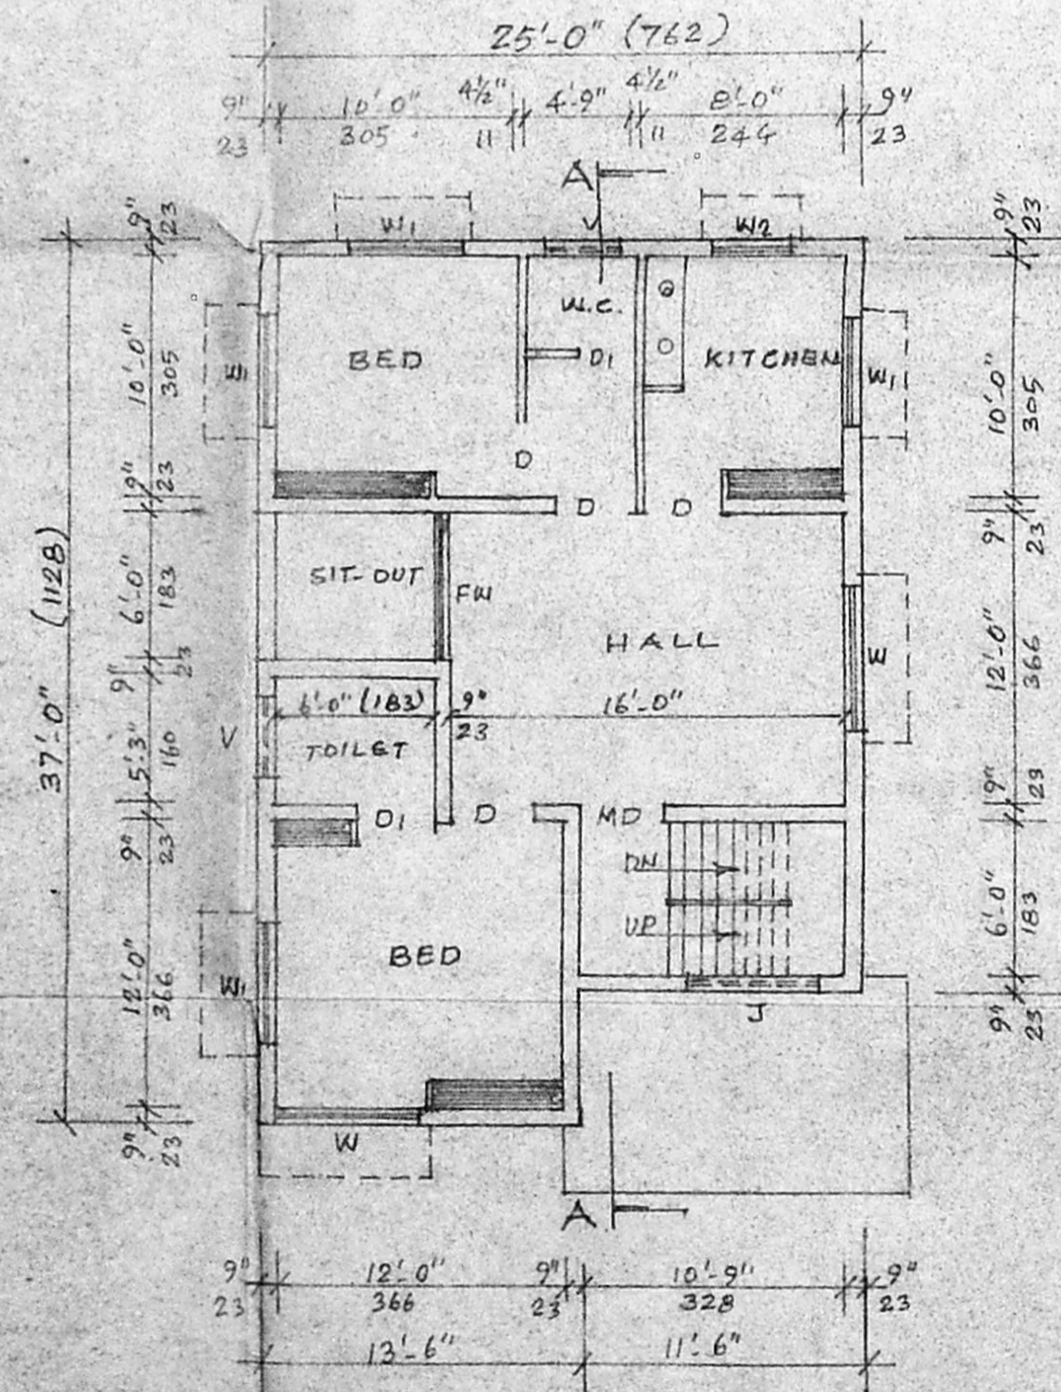 25'-0" (762)
9" 10'-0" 4½" 4'-9" 4½" 8'-0" 9"
23 305 11 11 244 23
A
W1 V W2
9" 23
9" 23
W.C.
BED D1 KITCHEN W1
10'-0" 305
W1
10'-0" 305
D
9" 23
D D
9" 23
37'-0" (1128)
6'-0" 183
SIT-OUT FW
HALL
W
12'-0" 366
9" 23
6'-0" (183) 9" 16'-0"
23
V
5'-3" 160
TOILET
9" 23
D1 D MD
9" 23
DN
UP
6'-0" 183
BED
W1
12'-0" 366
J
9" 23
9" 23
W
A
9" 12'-0" 9" 10'-9" 9"
23 366 23 328 23
13'-6" 11'-6"